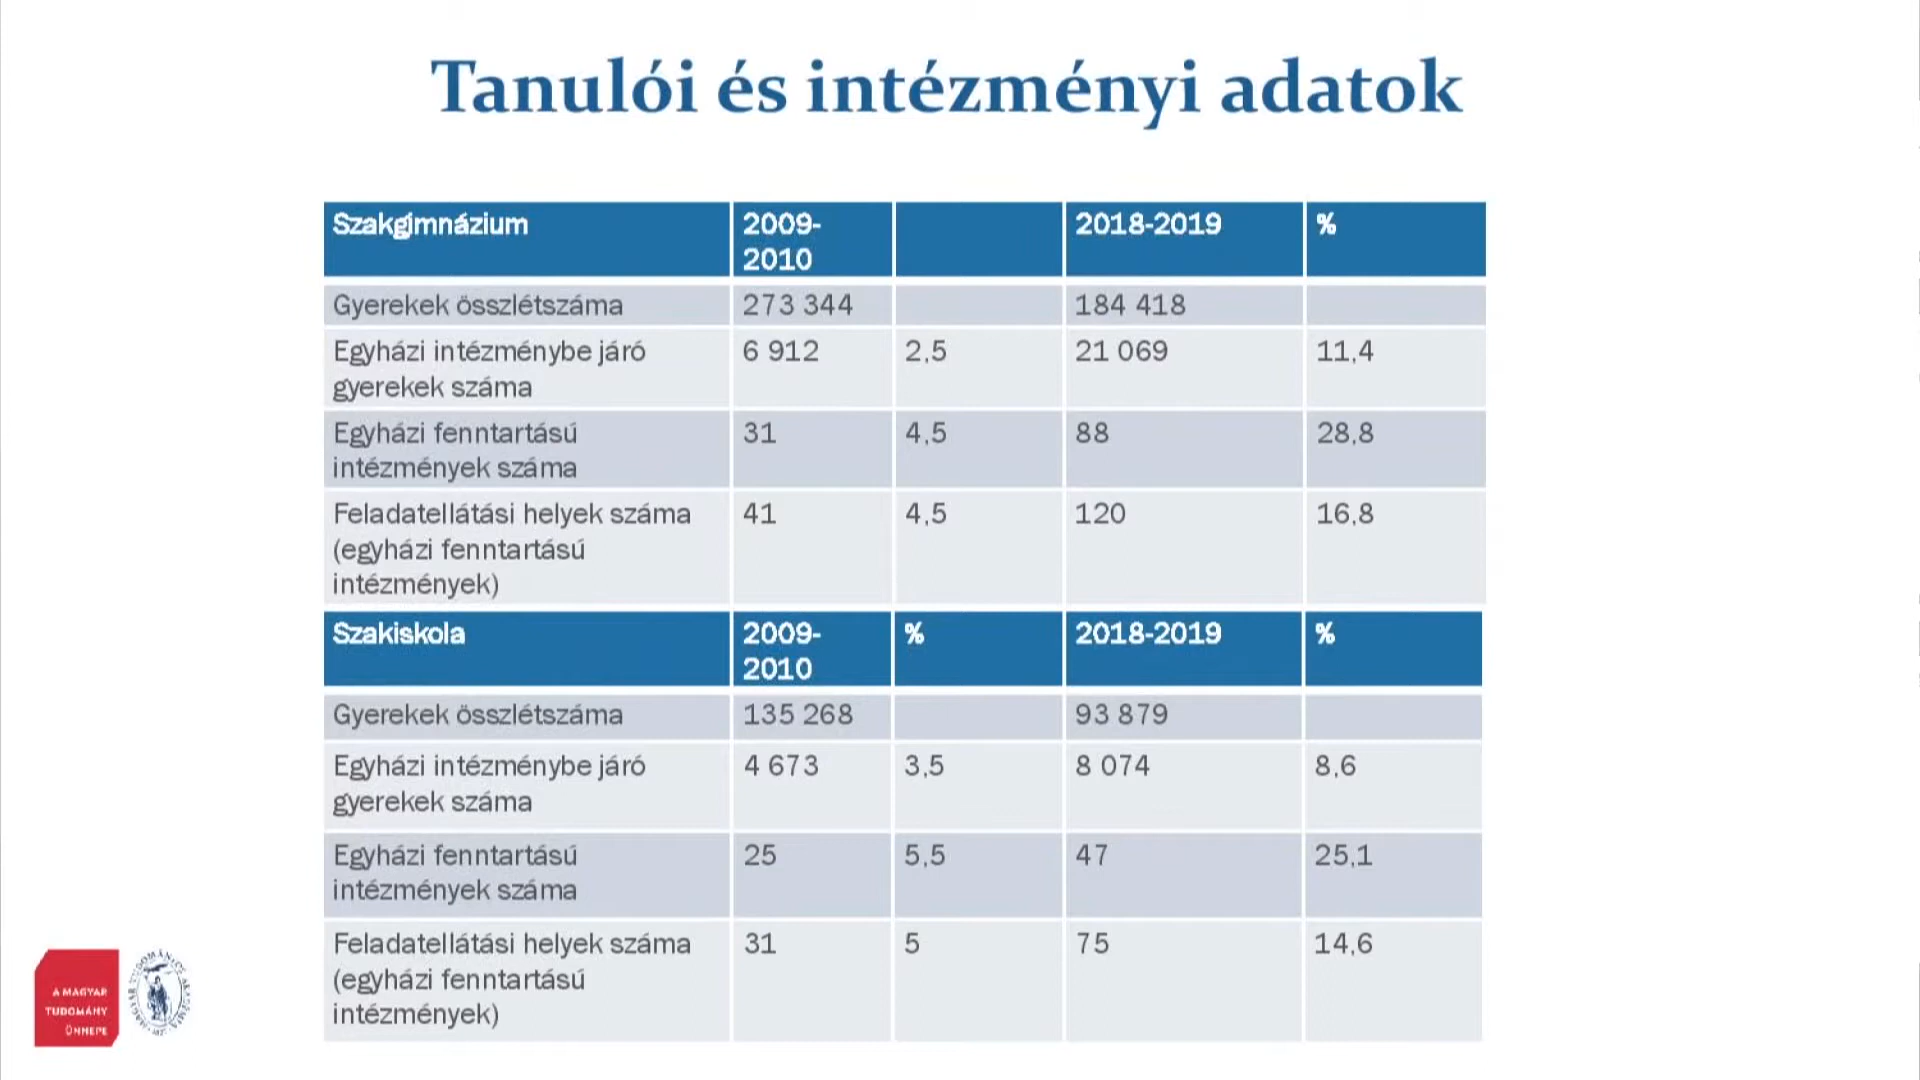 Tanulói és intézményi adatok
Szakgimnázium 2009-2010 2018-2019 %
Gyerekek összlétszáma 273 344 184 418
Egyházi intézménybe járó gyerekek száma 6 912 2,5 21 069 11,4
Egyházi fenntartású intézmények száma 31 4,5 88 28,8
Feladatellátási helyek száma (egyházi fenntartású intézmények) 41 4,5 120 16,8
Szakiskola 2009-2010 % 2018-2019 %
Gyerekek összlétszáma 135 268 93 879
Egyházi intézménybe járó gyerekek száma 4 673 3,5 8 074 8,6
Egyházi fenntartású intézmények száma 25 5,5 47 25,1
Feladatellátási helyek száma (egyházi fenntartású intézmények) 31 5 75 14,6
A MAGYAR
TUDOMÁNY
ÜNNEPE